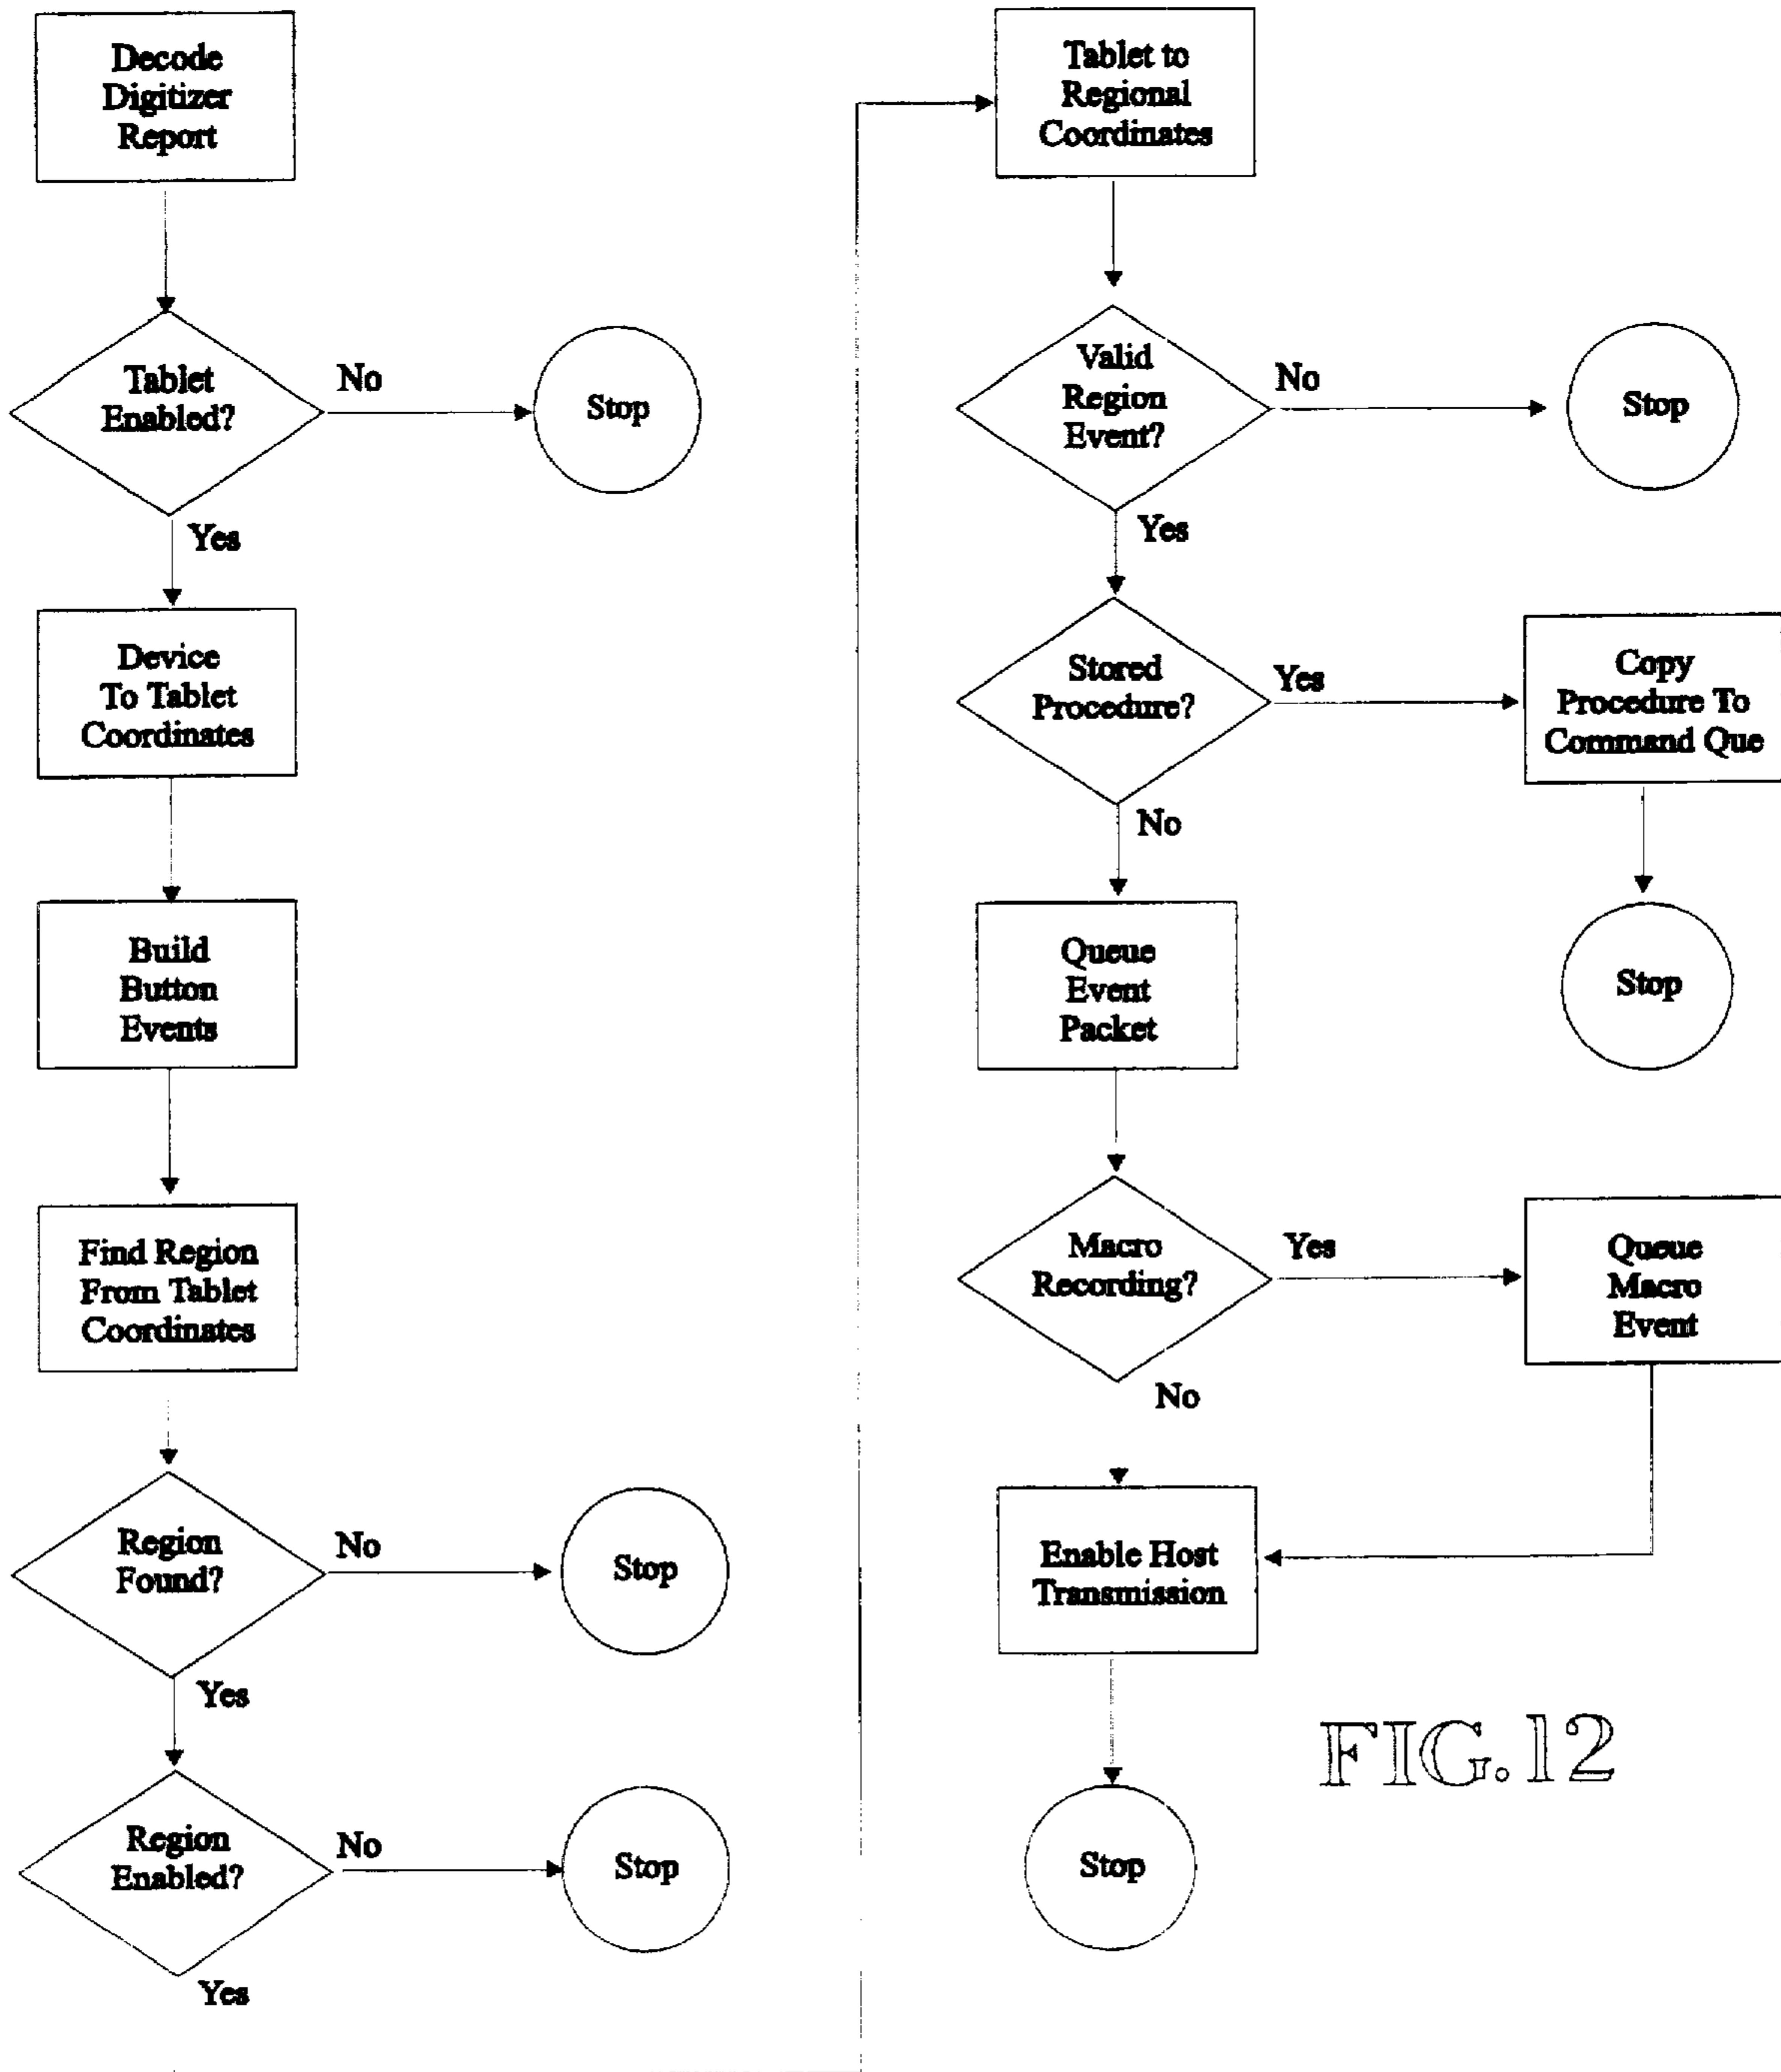 Decode
Digitizer
Report
Tablet
Enabled?
No
Stop
Yes
Device
To Tablet
Coordinates
Build
Button
Events
Find Region
From Tablet
Coordinates
Region
Found?
No
Stop
Yes
Region
Enabled?
No
Stop
Yes
Tablet to
Regional
Coordinates
Valid
Region
Event?
No
Stop
Yes
Stored
Procedure?
Yes
Copy
Procedure To
Command Que
Stop
No
Queue
Event
Packet
Macro
Recording?
Yes
Queue
Macro
Event
No
Enable Host
Transmission
Stop
FIG.12